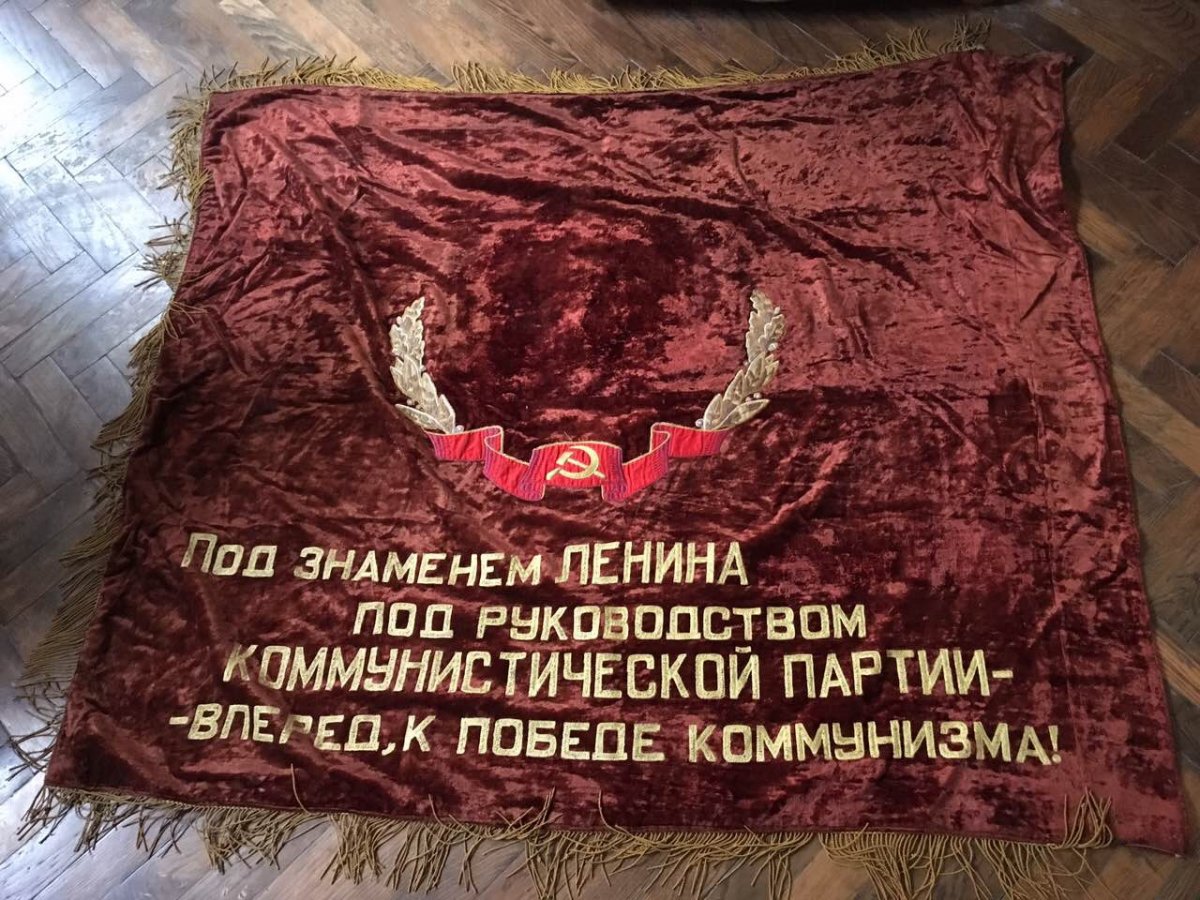 Под знаменем ЛЕНИНА
под руководством
Коммунистической партии-
-вперед, к победе коммунизма!